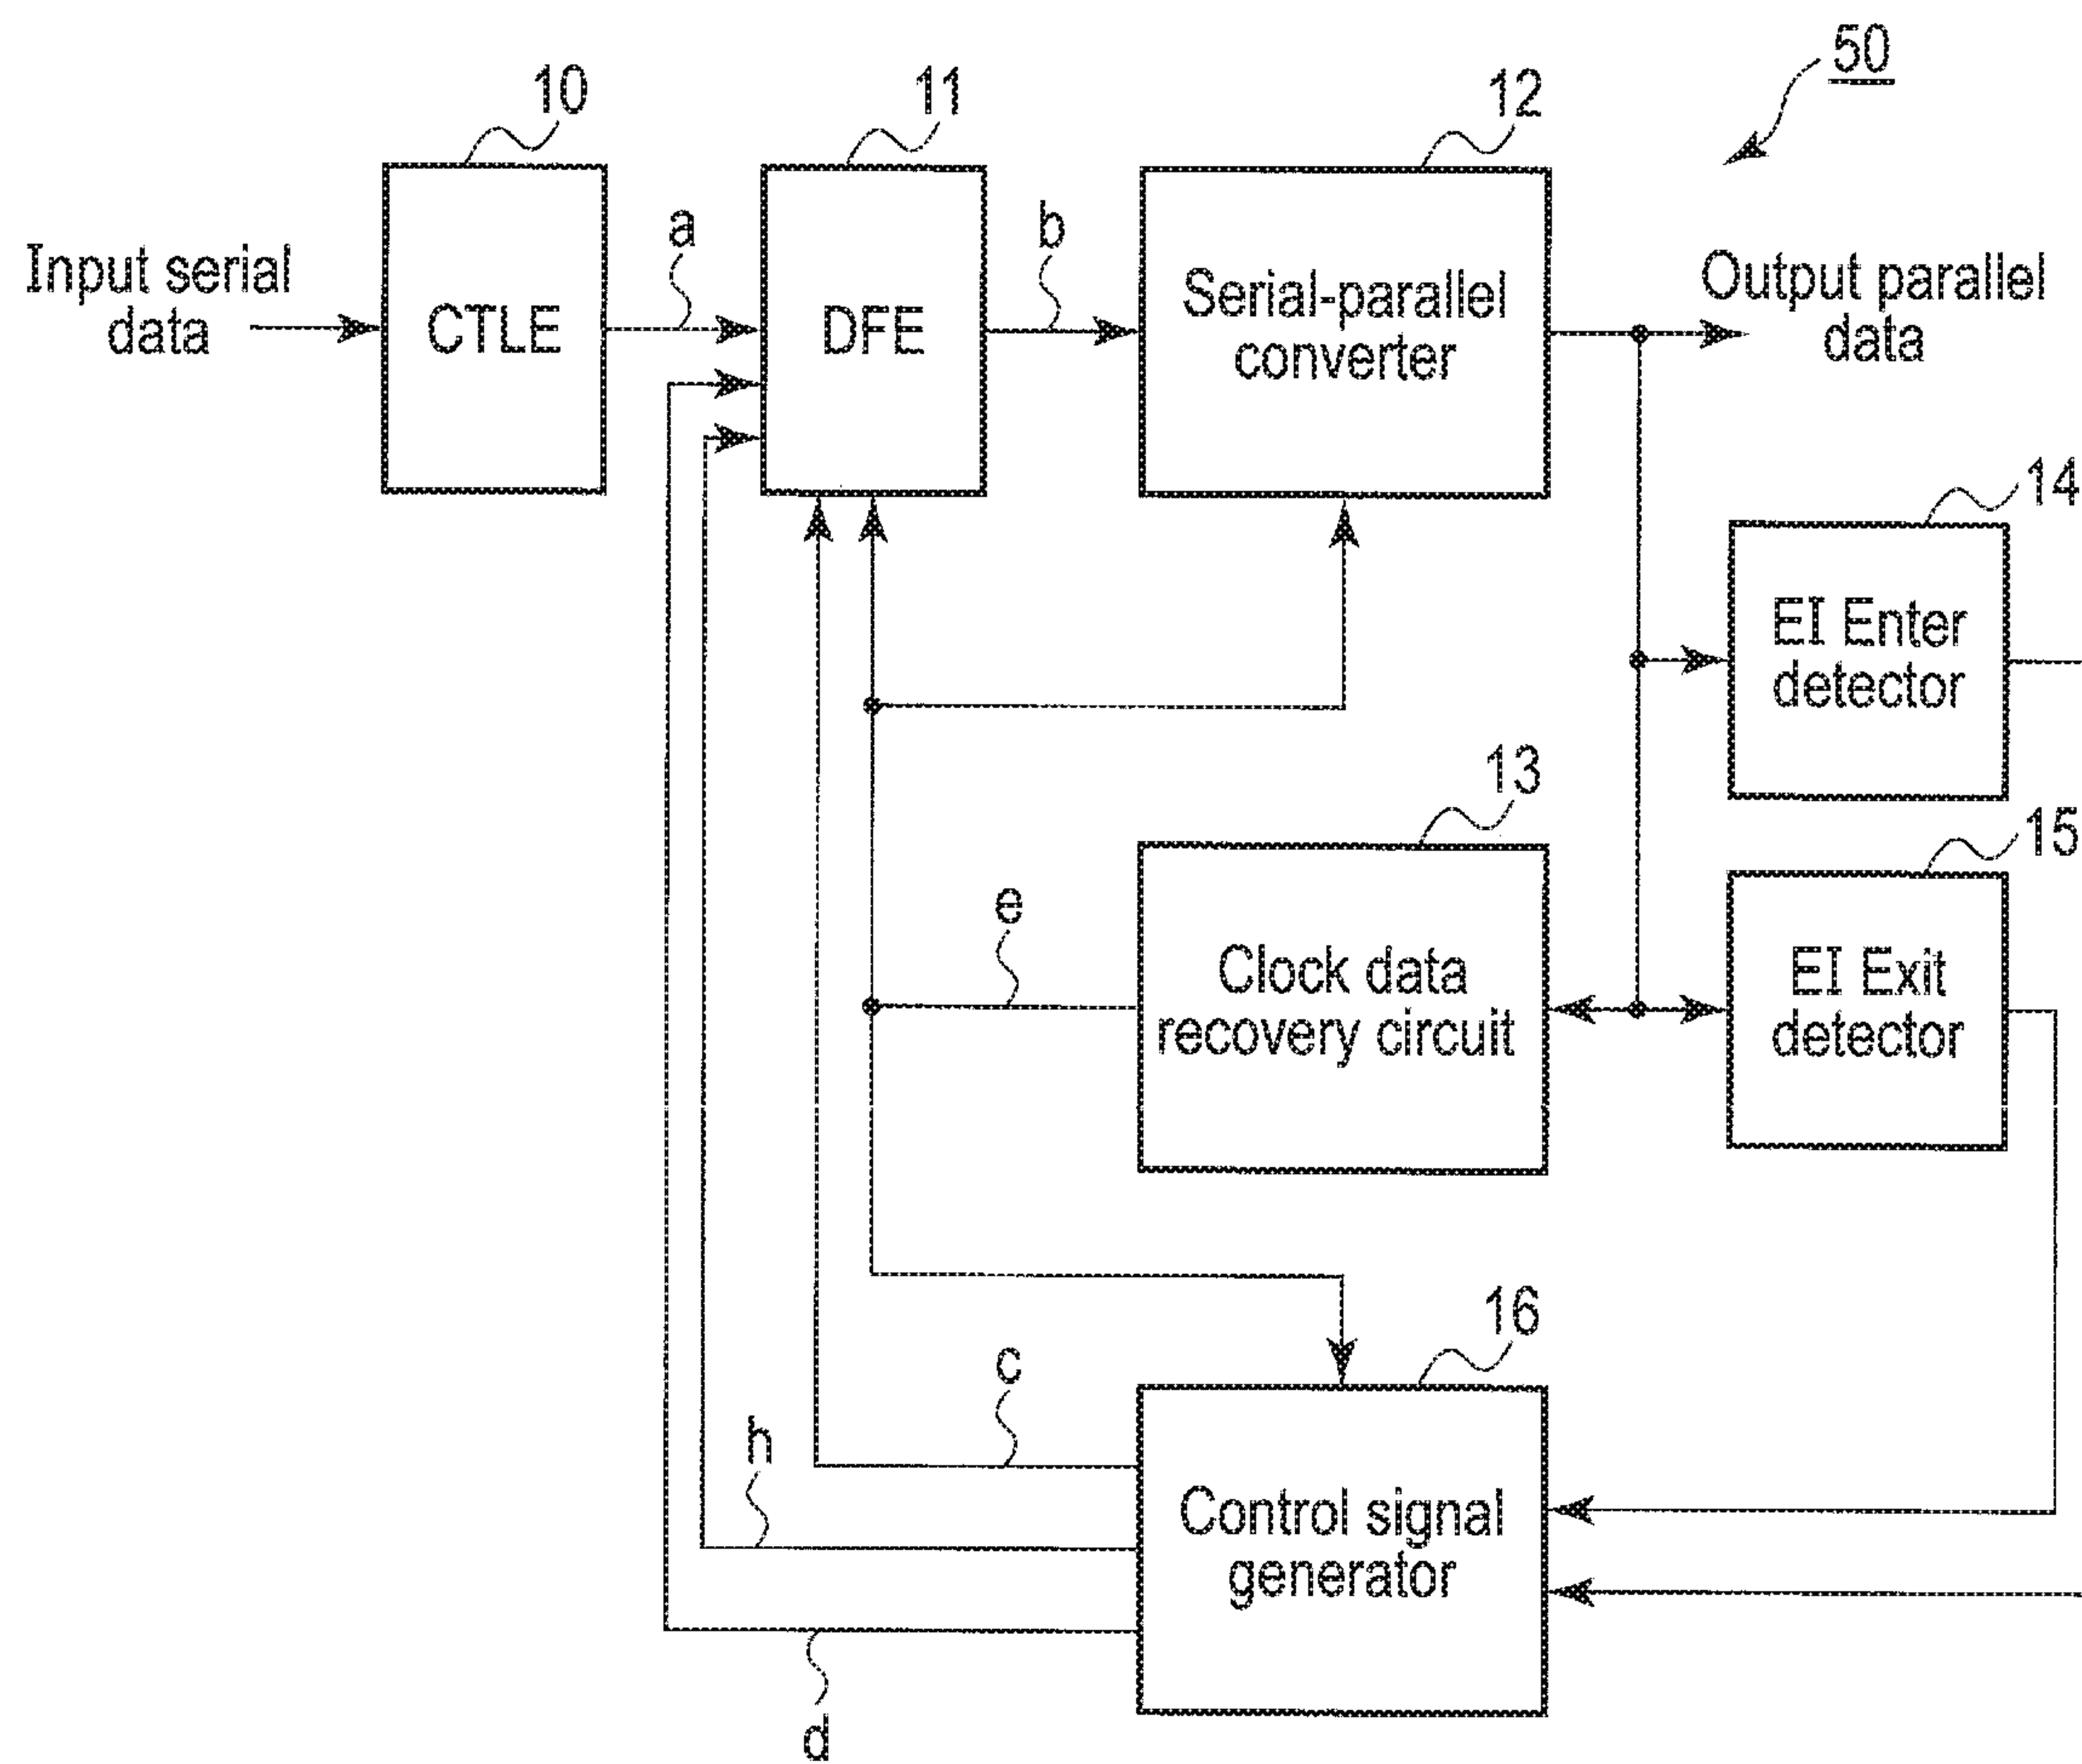 50
10
11
12
Input serial
data
CTLE
a
DFE
b
Serial-parallel
converter
Output parallel
data
14
EI Enter
detector
13
15
e
Clock data
recovery circuit
EI Exit
detector
16
c
h
Control signal
generator
d